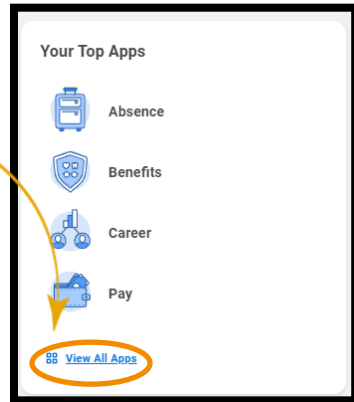 Your Top Apps
Absence
Benefits
Career
Pay
View All Apps